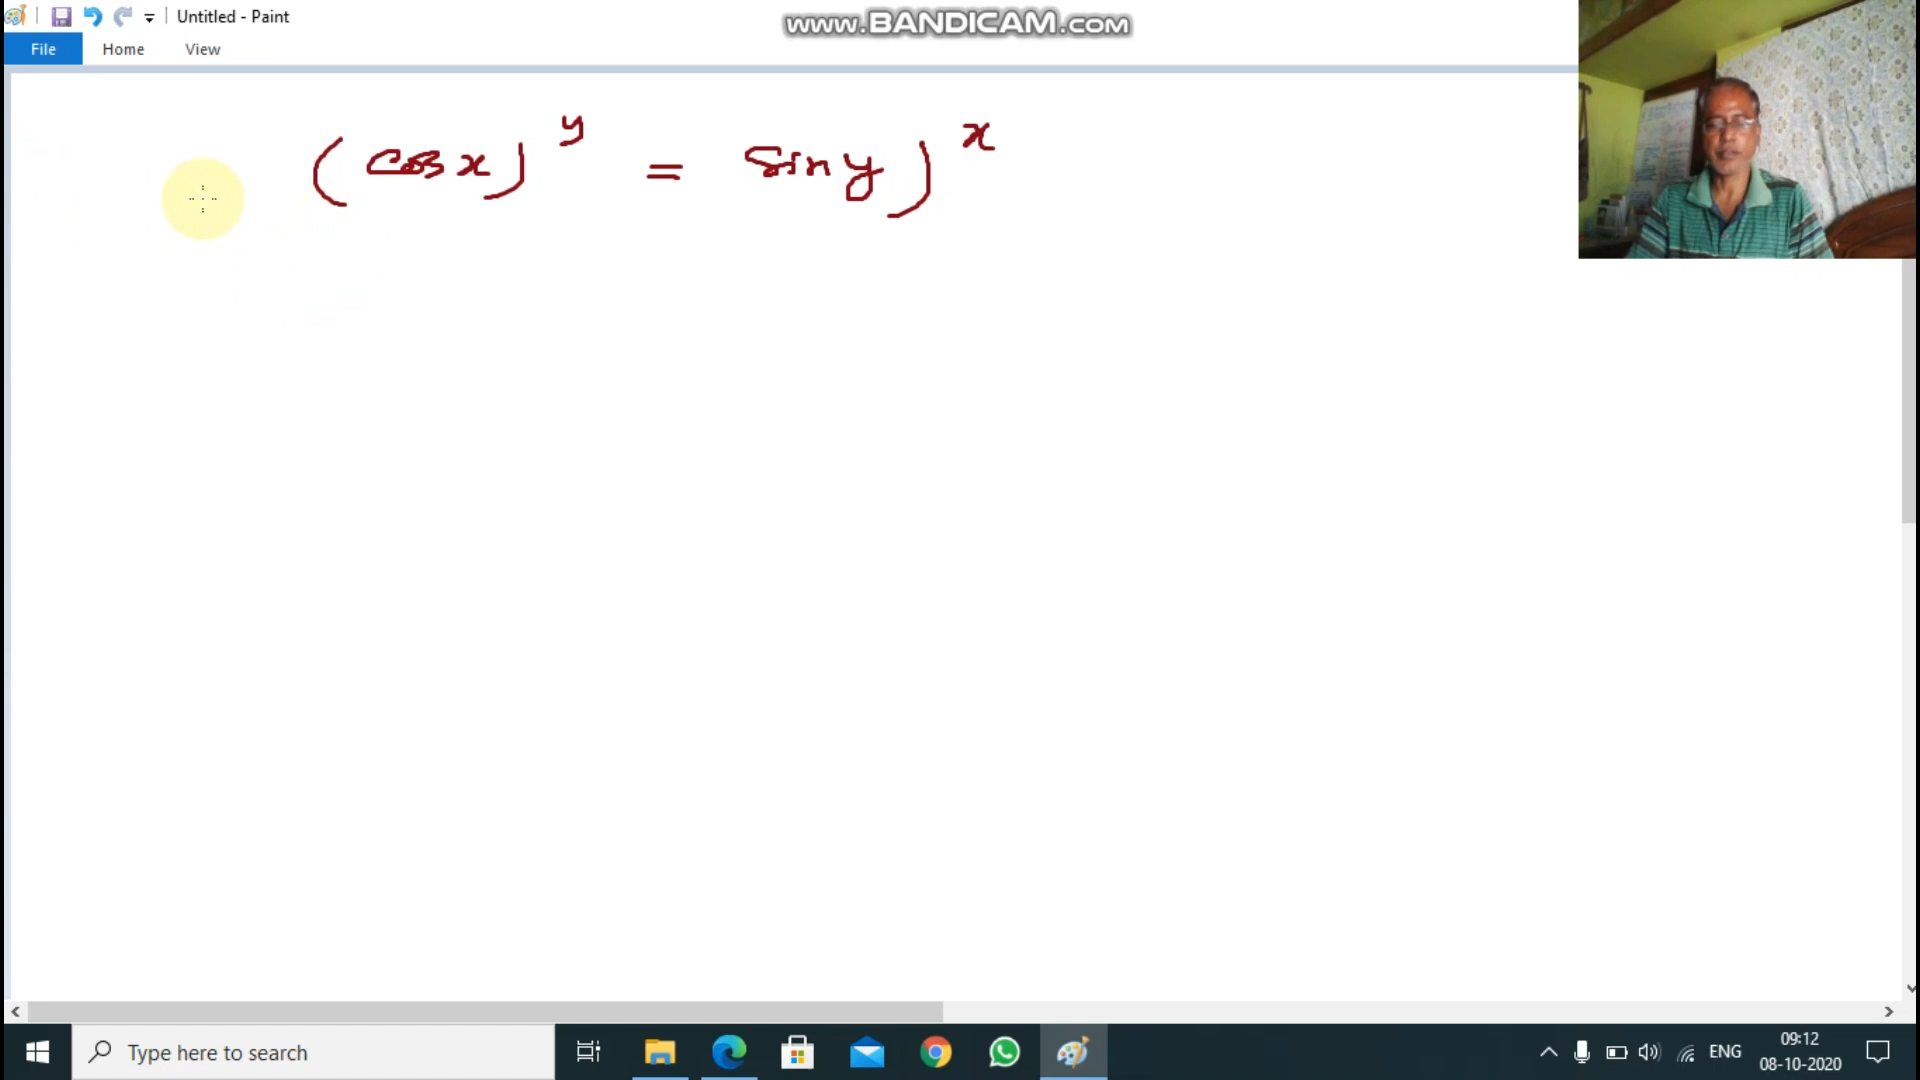 Untitled - Paint
www.BANDICAM.com
File Home View
(cos x)^y = sin y)^x
Type here to search
ENG
09:12
08-10-2020